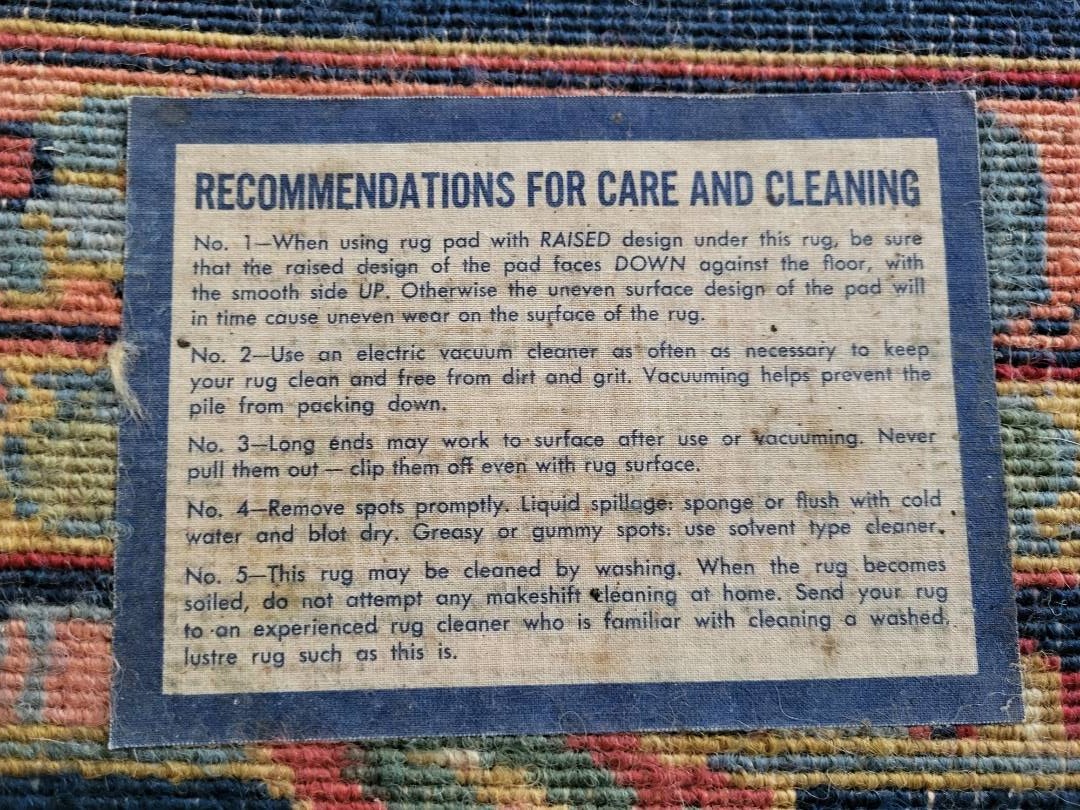 RECOMMENDATIONS FOR CARE AND CLEANING
No. 1—When using rug pad with RAISED design under this rug, be sure
that the raised design of the pad faces DOWN against the floor, with
the smooth side UP. Otherwise the uneven surface design of the pad will
in time cause uneven wear on the surface of the rug.
No. 2—Use an electric vacuum cleaner as often as necessary to keep
your rug clean and free from dirt and grit. Vacuuming helps prevent the
pile from packing down.
No. 3—Long ends may work to surface after use or vacuuming. Never
pull them out — clip them off even with rug surface.
No. 4—Remove spots promptly. Liquid spillage: sponge or flush with cold
water and blot dry. Greasy or gummy spots: use solvent type cleaner.
No. 5—This rug may be cleaned by washing. When the rug becomes
soiled, do not attempt any makeshift cleaning at home. Send your rug
to an experienced rug cleaner who is familiar with cleaning a washed,
lustre rug such as this is.